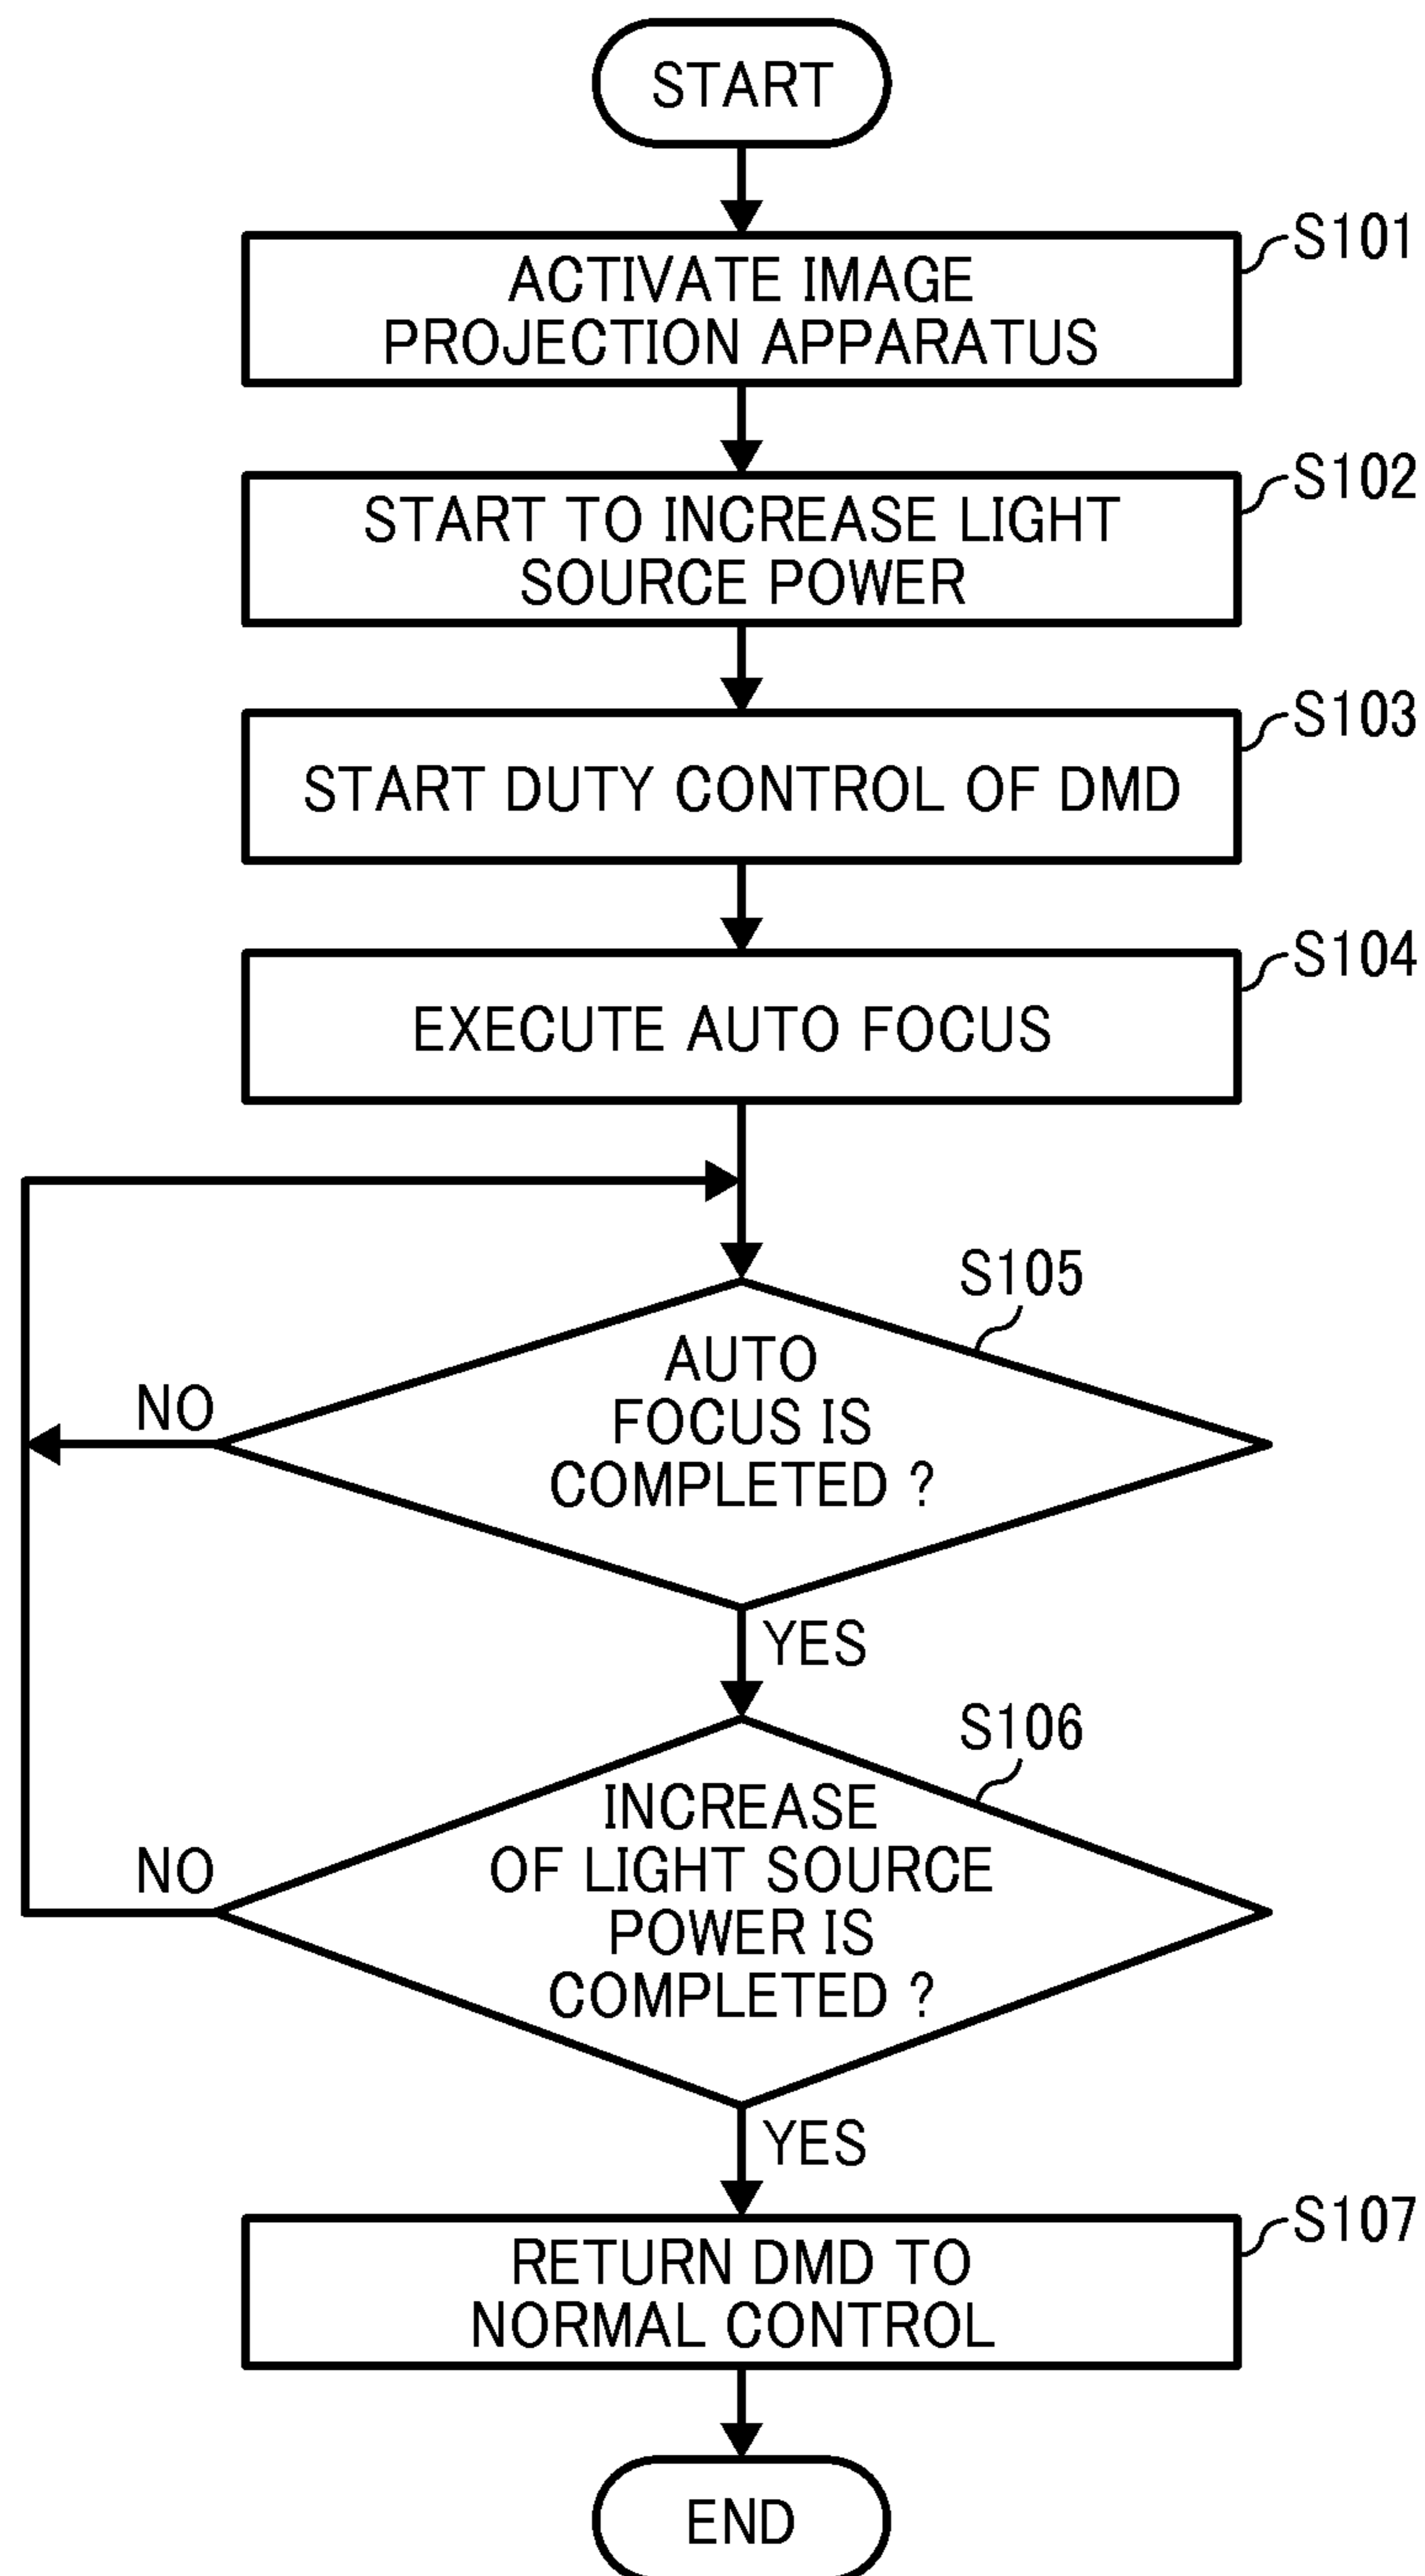 START
S101
ACTIVATE IMAGE
PROJECTION APPARATUS
S102
START TO INCREASE LIGHT
SOURCE POWER
S103
START DUTY CONTROL OF DMD
S104
EXECUTE AUTO FOCUS
S105
AUTO
FOCUS IS
COMPLETED ?
NO
YES
S106
INCREASE
OF LIGHT SOURCE
POWER IS
COMPLETED ?
NO
YES
S107
RETURN DMD TO
NORMAL CONTROL
END